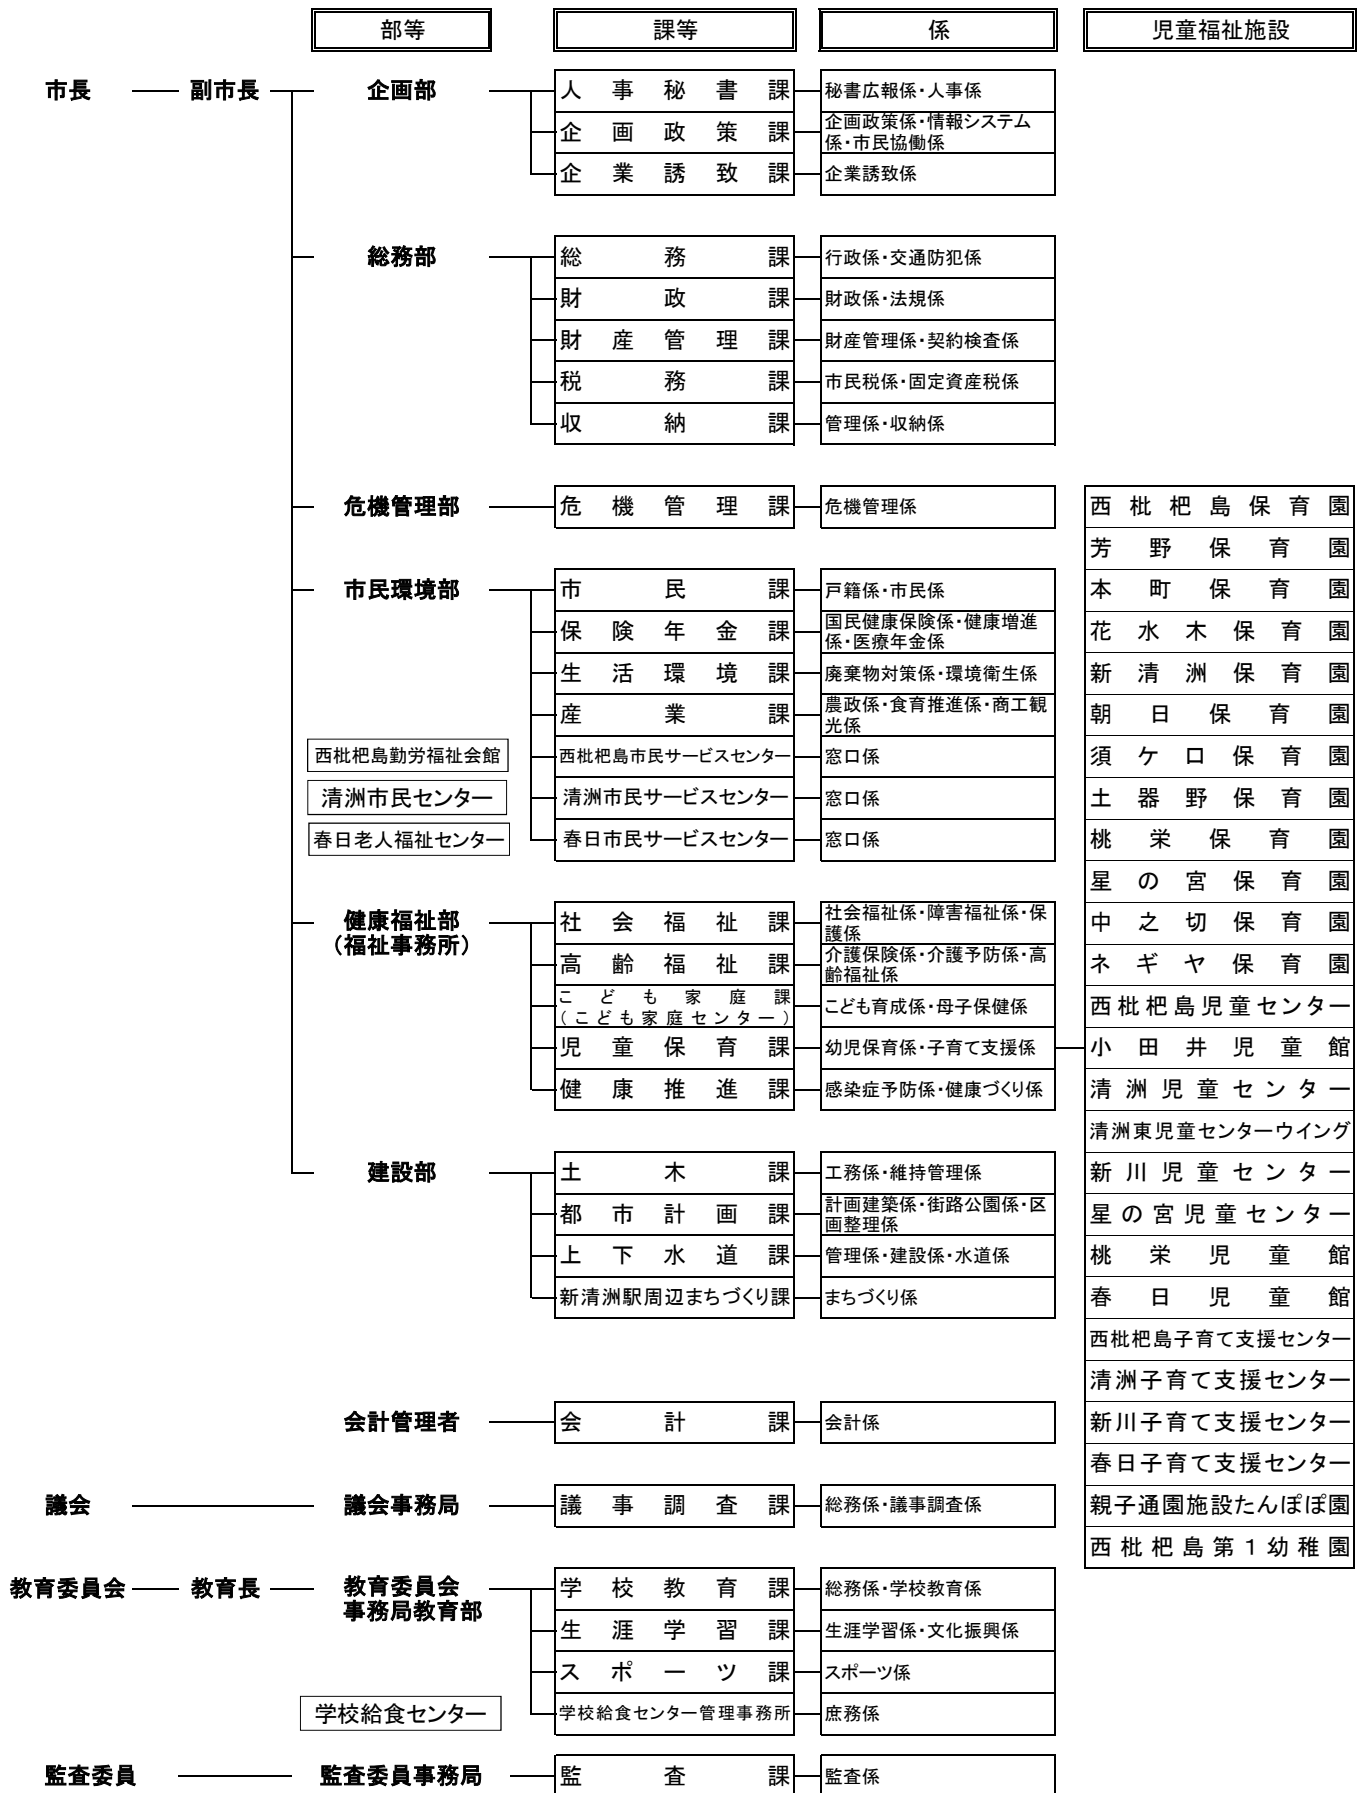 部等
課等
係
児童福祉施設
市長
副市長
企画部
人事秘書課
秘書広報係・人事係
企画政策課
企画政策係・情報システム
係・市民協働係
企業誘致課
企業誘致係
総務部
総務課
行政係・交通防犯係
財政課
財政係・法規係
財産管理課
財産管理係・契約検査係
税務課
市民税係・固定資産税係
収納課
管理係・収納係
危機管理部
危機管理課
危機管理係
市民環境部
市民課
戸籍係・市民係
保険年金課
国民健康保険係・健康増進
係・医療年金係
生活環境課
廃棄物対策係・環境衛生係
産業課
農政係・食育推進係・商工観
光係
西枇杷島勤労福祉会館
西枇杷島市民サービスセンター
窓口係
清洲市民センター
清洲市民サービスセンター
窓口係
春日老人福祉センター
春日市民サービスセンター
窓口係
健康福祉部
（福祉事務所）
社会福祉課
社会福祉係・障害福祉係・保
護係
高齢福祉課
介護保険係・介護予防係・高
齢福祉係
こども家庭課
（こども家庭センター）
こども育成係・母子保健係
児童保育課
幼児保育係・子育て支援係
健康推進課
感染症予防係・健康づくり係
建設部
土木課
工務係・維持管理係
都市計画課
計画建築係・街路公園係・区
画整理係
上下水道課
管理係・建設係・水道係
新清洲駅周辺まちづくり課
まちづくり係
西枇杷島保育園
芳野保育園
本町保育園
花水木保育園
新清洲保育園
朝日保育園
須ケ口保育園
土器野保育園
桃栄保育園
星の宮保育園
中之切保育園
ネギヤ保育園
西枇杷島児童センター
小田井児童館
清洲児童センター
清洲東児童センターウイング
新川児童センター
星の宮児童センター
桃栄児童館
春日児童館
西枇杷島子育て支援センター
清洲子育て支援センター
新川子育て支援センター
春日子育て支援センター
親子通園施設たんぽぽ園
西枇杷島第1幼稚園
会計管理者
会計課
会計係
議会
議会事務局
議事調査課
総務係・議事調査係
教育委員会
教育長
教育委員会
事務局教育部
学校教育課
総務係・学校教育係
生涯学習課
生涯学習係・文化振興係
スポーツ課
スポーツ係
学校給食センター
学校給食センター管理事務所
庶務係
監査委員
監査委員事務局
監査課
監査係